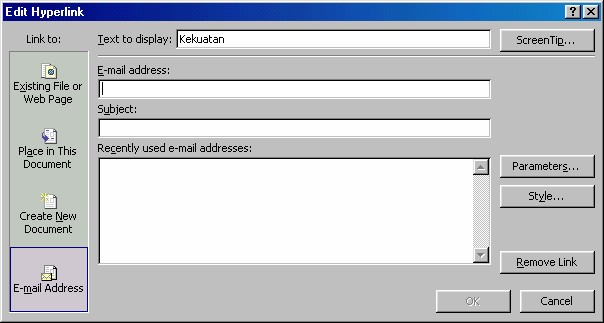 Edit Hyperlink
Link to:
Text to display: Kekuatan
ScreenTip...
Existing File or
Web Page
Place in This
Document
Create New
Document
E-mail Address
E-mail address:
Subject:
Recently used e-mail addresses:
Parameters...
Style...
Remove Link
OK
Cancel